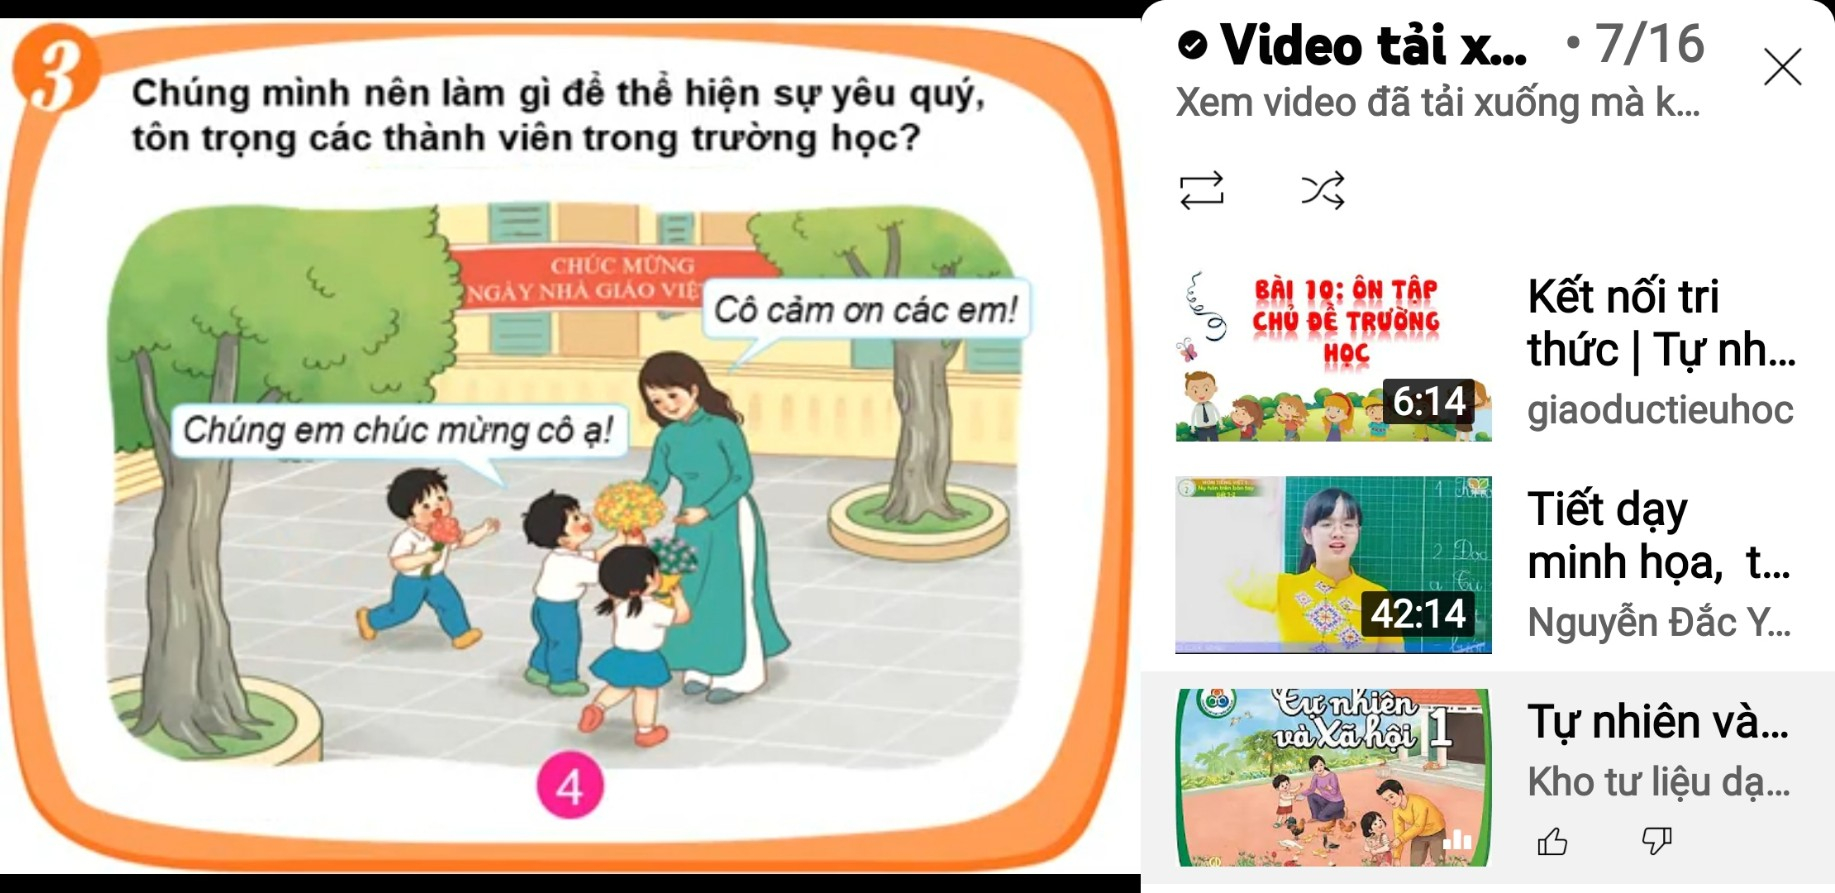 3
Chúng mình nên làm gì để thể hiện sự yêu quý,
tôn trọng các thành viên trong trường học?
CHÚC MỪNG
NGÀY NHÀ GIÁO VIỆ
Cô cảm ơn các em!
Chúng em chúc mừng cô ạ!
4
Video tải x... • 7/16
Xem video đã tải xuống mà k...
BÀI 10: ÔN TẬP
CHỦ ĐỀ TRƯỜNG
HỌC
6:14
Kết nối tri
thức | Tự nh...
giaoductieuhoc
42:14
Tiết dạy
minh họa, t...
Nguyễn Đắc Y...
Tự nhiên
và Xã hội 1
Tự nhiên và...
Kho tư liệu dạ...